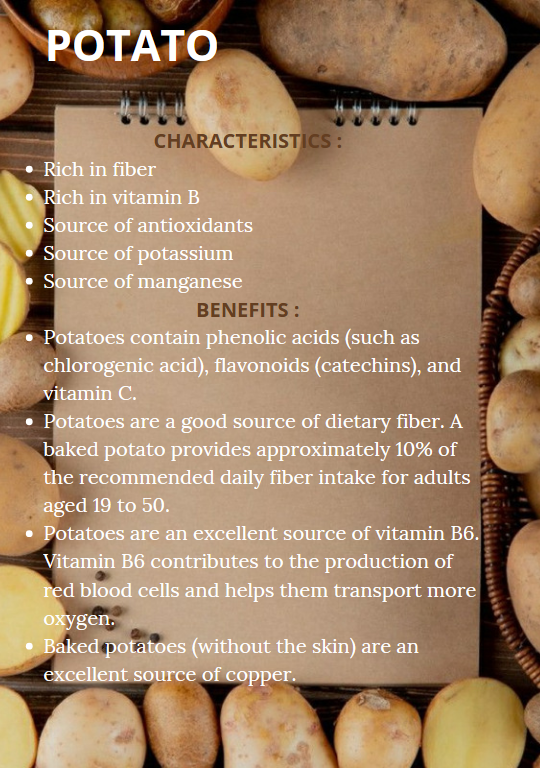 POTATO
CHARACTERISTICS :
• Rich in fiber
• Rich in vitamin B
• Source of antioxidants
• Source of potassium
• Source of manganese
BENEFITS :
• Potatoes contain phenolic acids (such as
chlorogenic acid), flavonoids (catechins), and
vitamin C.
• Potatoes are a good source of dietary fiber. A
baked potato provides approximately 10% of
the recommended daily fiber intake for adults
aged 19 to 50.
• Potatoes are an excellent source of vitamin B6.
Vitamin B6 contributes to the production of
red blood cells and helps them transport more
oxygen.
• Baked potatoes (without the skin) are an
excellent source of copper.